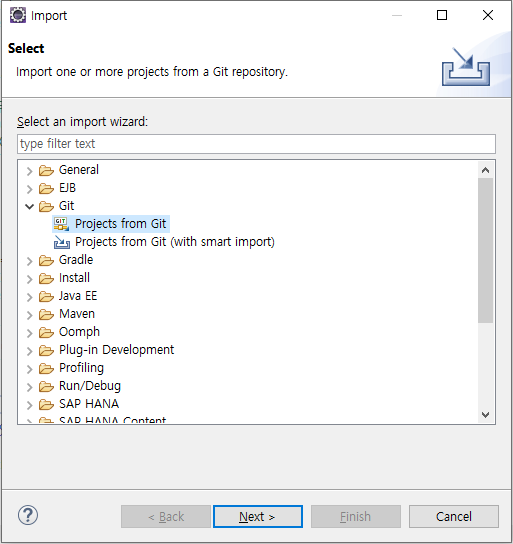 Import
Select
Import one or more projects from a Git repository.
Select an import wizard:
type filter text
General
EJB
Git
GIT Projects from Git
Projects from Git (with smart import)
Gradle
Install
Java EE
Maven
Oomph
Plug-in Development
Profiling
Run/Debug
SAP HANA
SAP HANA Content
?
< Back
Next >
Finish
Cancel